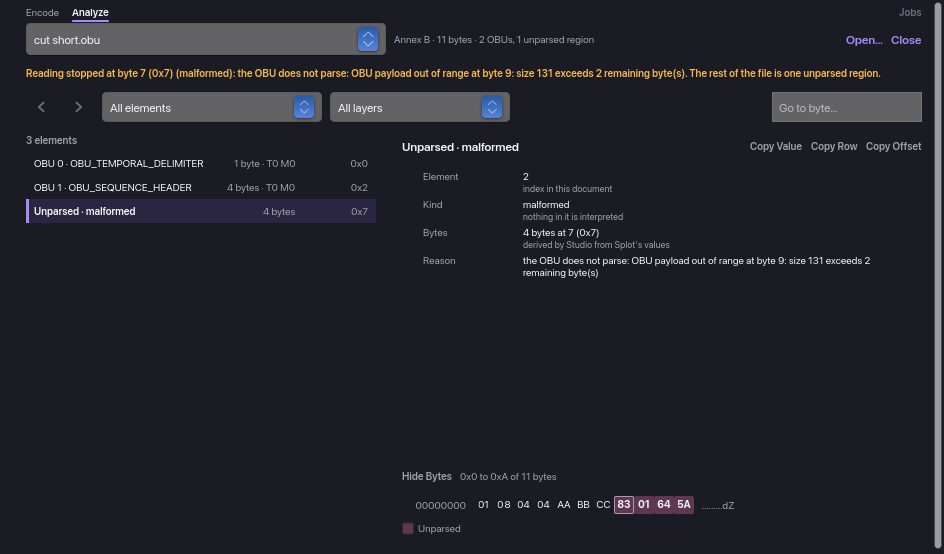 Encode Analyze Jobs
cut short.obu Annex B · 11 bytes · 2 OBUs, 1 unparsed region Open... Close
Reading stopped at byte 7 (0x7) (malformed): the OBU does not parse: OBU payload out of range at byte 9: size 131 exceeds 2 remaining byte(s). The rest of the file is one unparsed region.
All elements All layers Go to byte...
3 elements
OBU 0 · OBU_TEMPORAL_DELIMITER 1 byte · T0 M0 0x0
OBU 1 · OBU_SEQUENCE_HEADER 4 bytes · T0 M0 0x2
Unparsed · malformed 4 bytes 0x7
Unparsed · malformed Copy Value Copy Row Copy Offset
Element 2
index in this document
Kind malformed
nothing in it is interpreted
Bytes 4 bytes at 7 (0x7)
derived by Studio from Splot's values
Reason the OBU does not parse: OBU payload out of range at byte 9: size 131 exceeds 2
remaining byte(s)
Hide Bytes 0x0 to 0xA of 11 bytes
00000000 01 08 04 04 AA BB CC 83 01 64 5A .........dZ
Unparsed